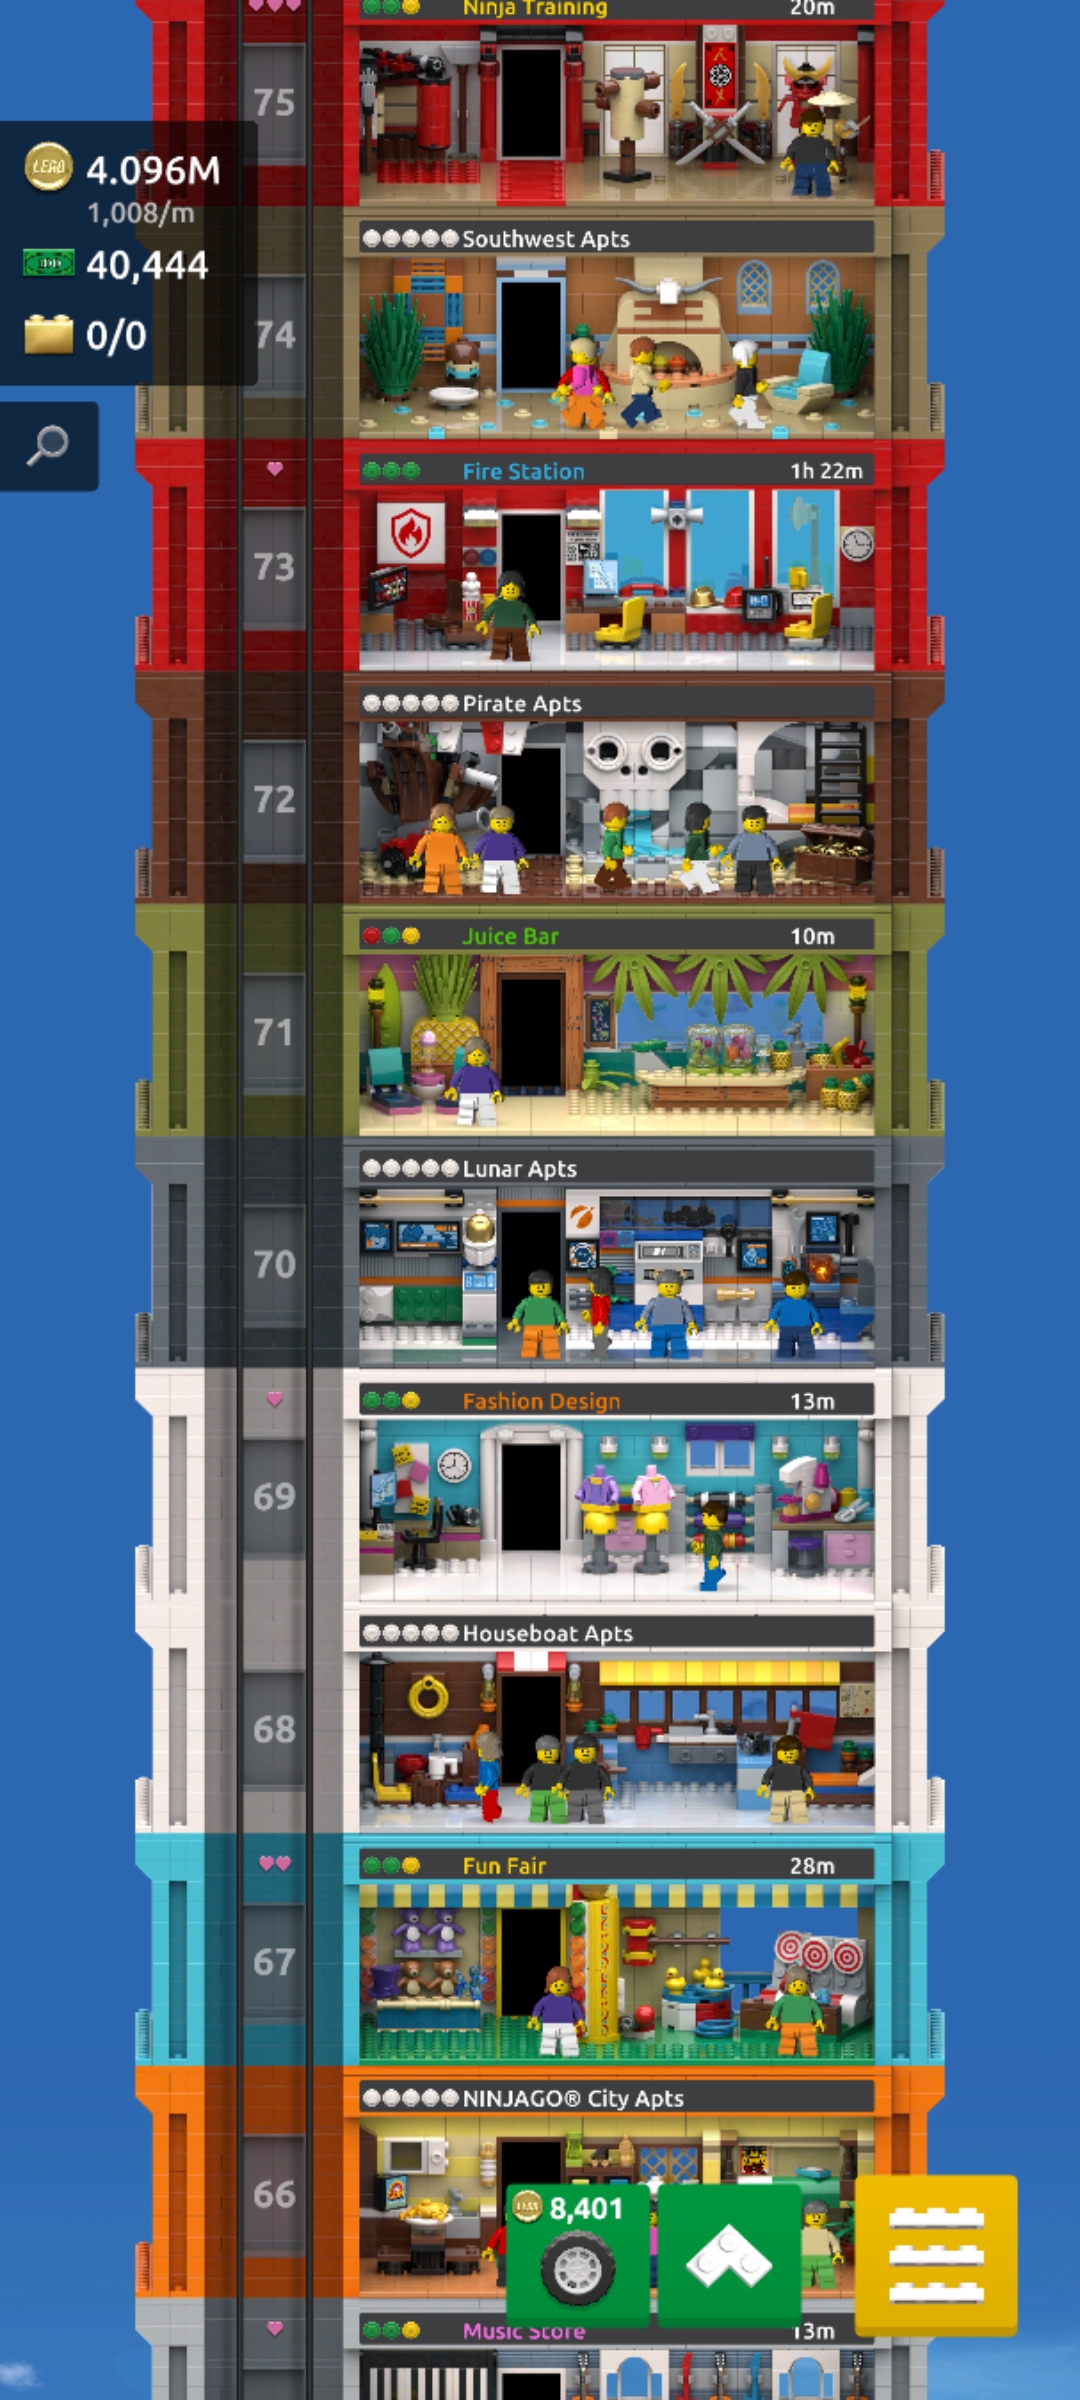 Ninja Training 20m
75
LEGO 4.096M
1,008/m
40,444
0/0
Southwest Apts
74
Fire Station 1h 22m
73
Pirate Apts
72
Juice Bar 10m
71
Lunar Apts
70
Fashion Design 13m
69
Houseboat Apts
68
Fun Fair 28m
67
NINJAGO® City Apts
66
8,401
Music Store 13m